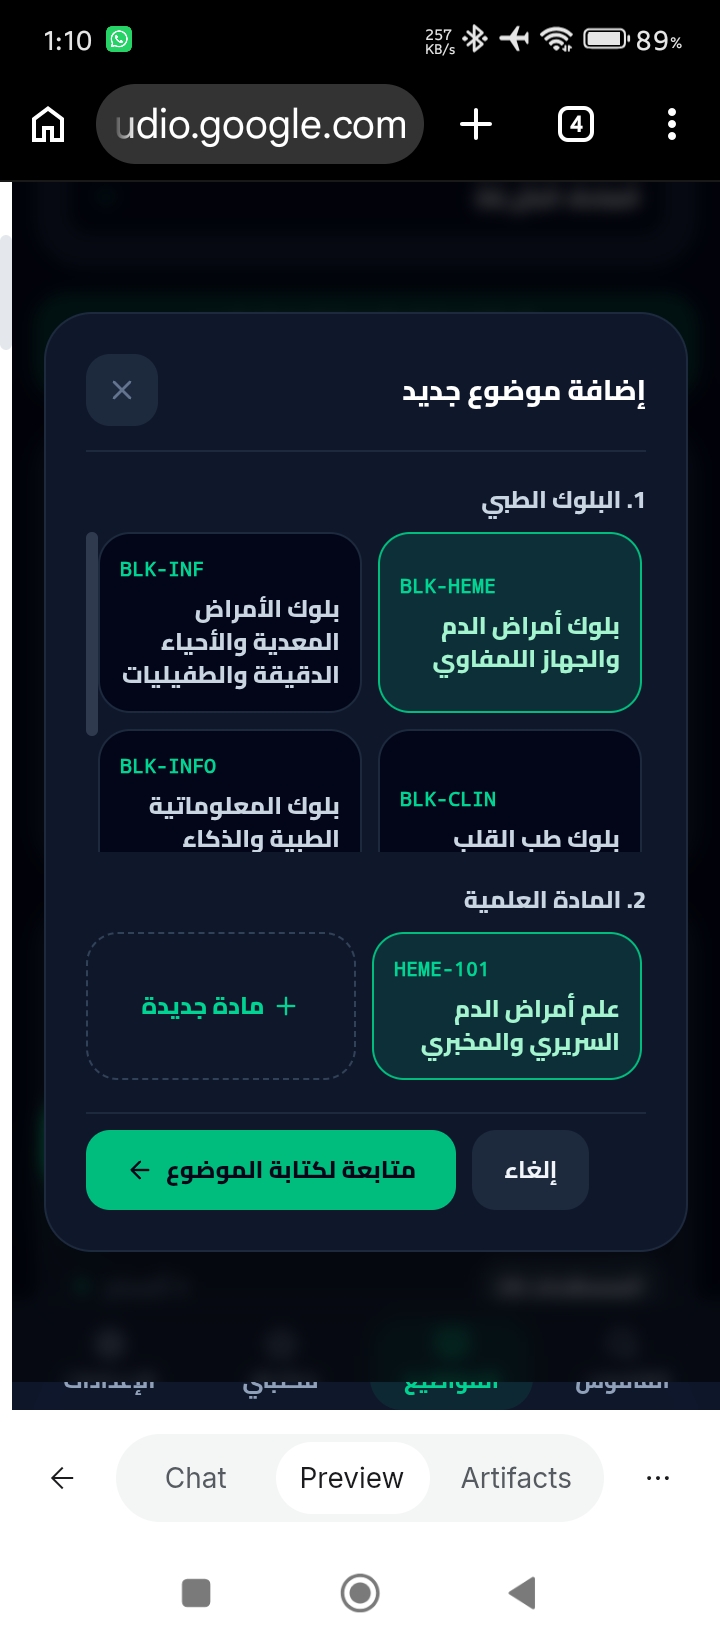 1:10
257 KB/s
89%
udio.google.com
4
إضافة موضوع جديد
1. البلوك الطبي
BLK-HEME
بلوك أمراض الدم
والجهاز اللمفاوي
BLK-INF
بلوك الأمراض
المعدية والأحياء
الدقيقة والطفيليات
BLK-CLIN
بلوك طب القلب
BLK-INFO
بلوك المعلوماتية
الطبية والذكاء
2. المادة العلمية
HEME-101
علم أمراض الدم
السريري والمخبري
+ مادة جديدة
إلغاء
متابعة لكتابة الموضوع ←
Chat
Preview
Artifacts